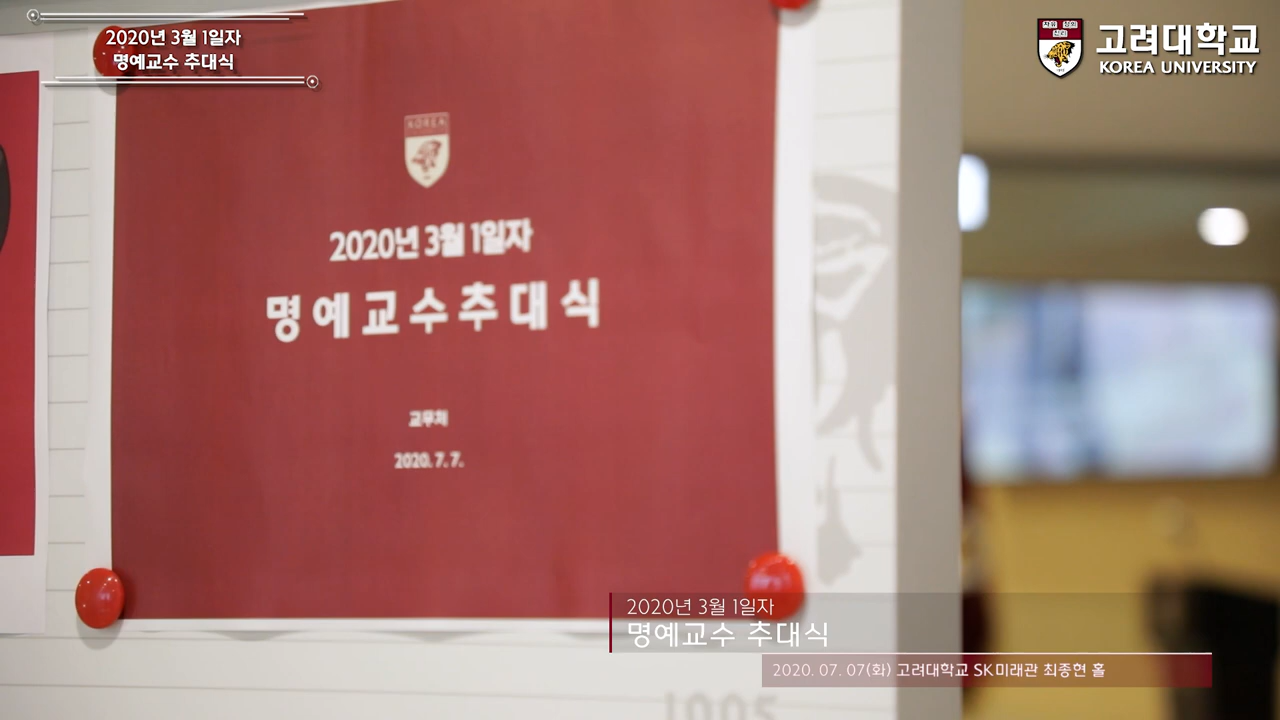 2020년 3월 1일자
명예교수 추대식
고려대학교
KOREA UNIVERSITY
KOREA
2020년 3월 1일자
명예교수추대식
교무처
2020. 7. 7.
2020년 3월 1일자
명예교수 추대식
2020. 07. 07(화) 고려대학교 SK미래관 최종현 홀
1905